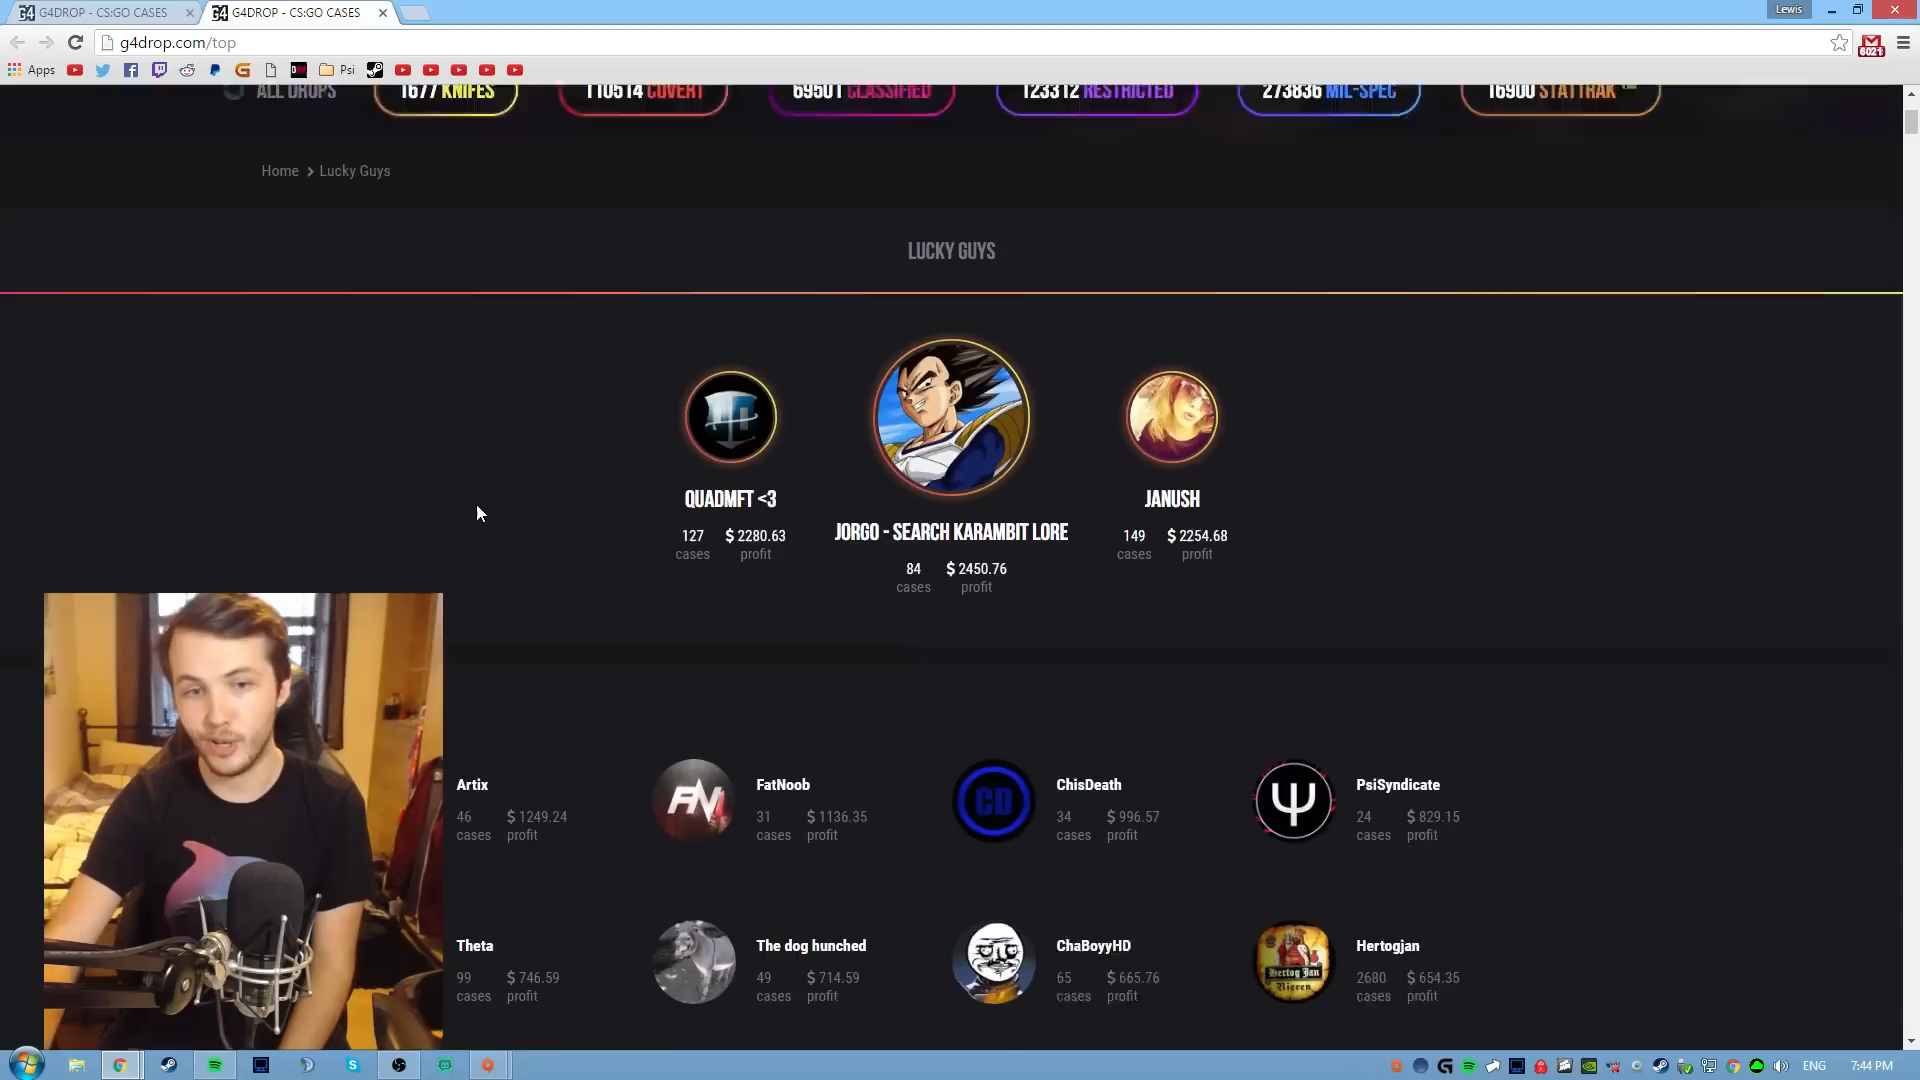 G4DROP - CS:GO CASES
G4DROP - CS:GO CASES
Lewis
g4drop.com/top
Apps
Psi
ALL DROPS
1677 KNIFES
110514 COVERT
69501 CLASSIFIED
123312 RESTRICTED
273836 MIL-SPEC
16900 STATTRAK
Home
Lucky Guys
LUCKY GUYS
QUADMFT <3
127 $ 2280.63
cases profit
JORGO - SEARCH KARAMBIT LORE
84 $ 2450.76
cases profit
JANUSH
149 $ 2254.68
cases profit
Artix
46 $ 1249.24
cases profit
FN
FatNoob
31 $ 1136.35
cases profit
CD
ChisDeath
34 $ 996.57
cases profit
PsiSyndicate
24 $ 829.15
cases profit
Theta
99 $ 746.59
cases profit
The dog hunched
49 $ 714.59
cases profit
ChaBoyyHD
65 $ 665.76
cases profit
Hertog Jan
Bieren
Hertogjan
2680 $ 654.35
cases profit
ENG
7:44 PM